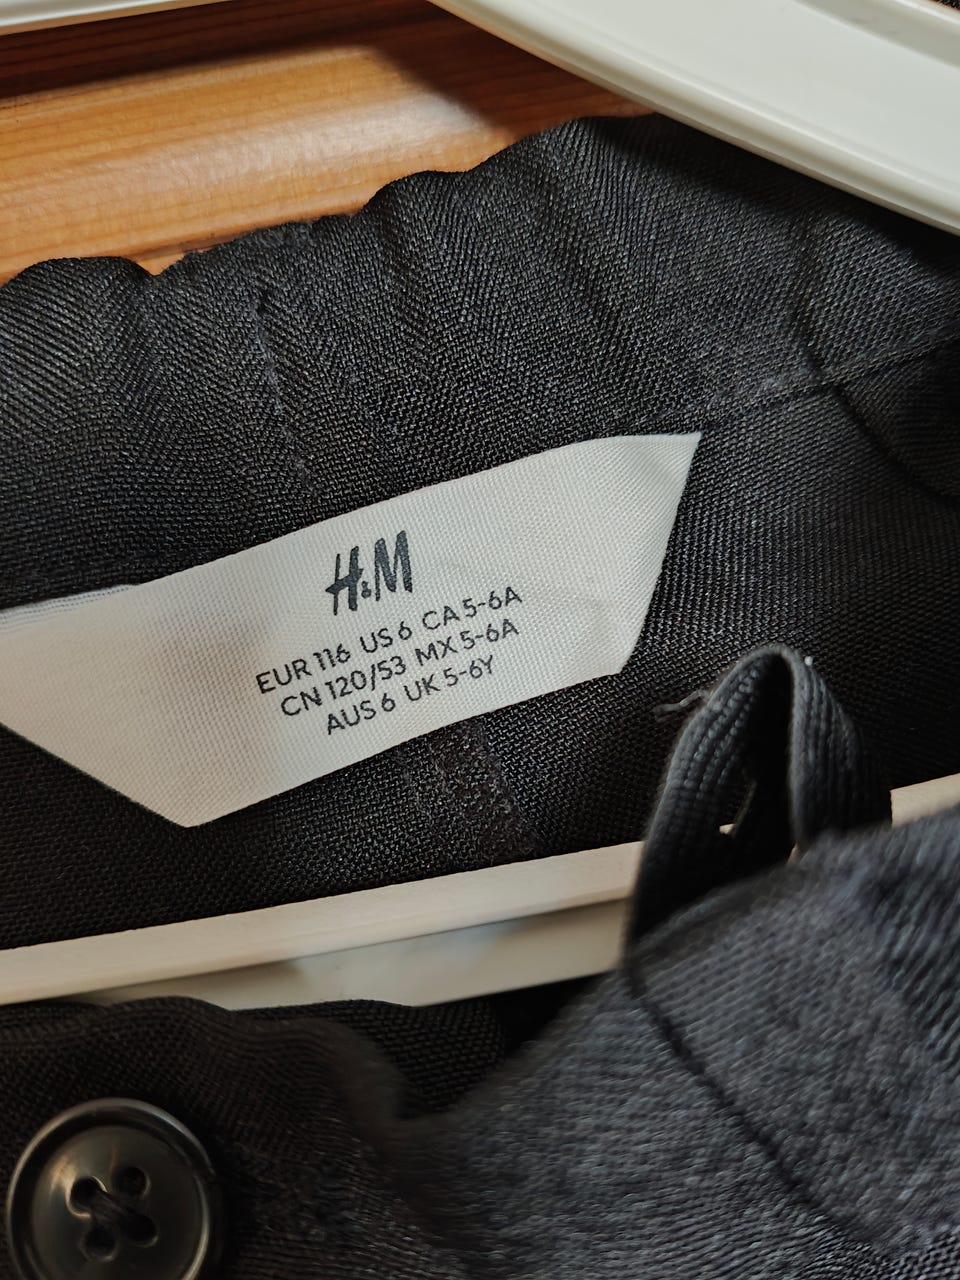 H&M
EUR 116 US 6 CA 5-6A
CN 120/53 MX 5-6A
AUS 6 UK 5-6Y